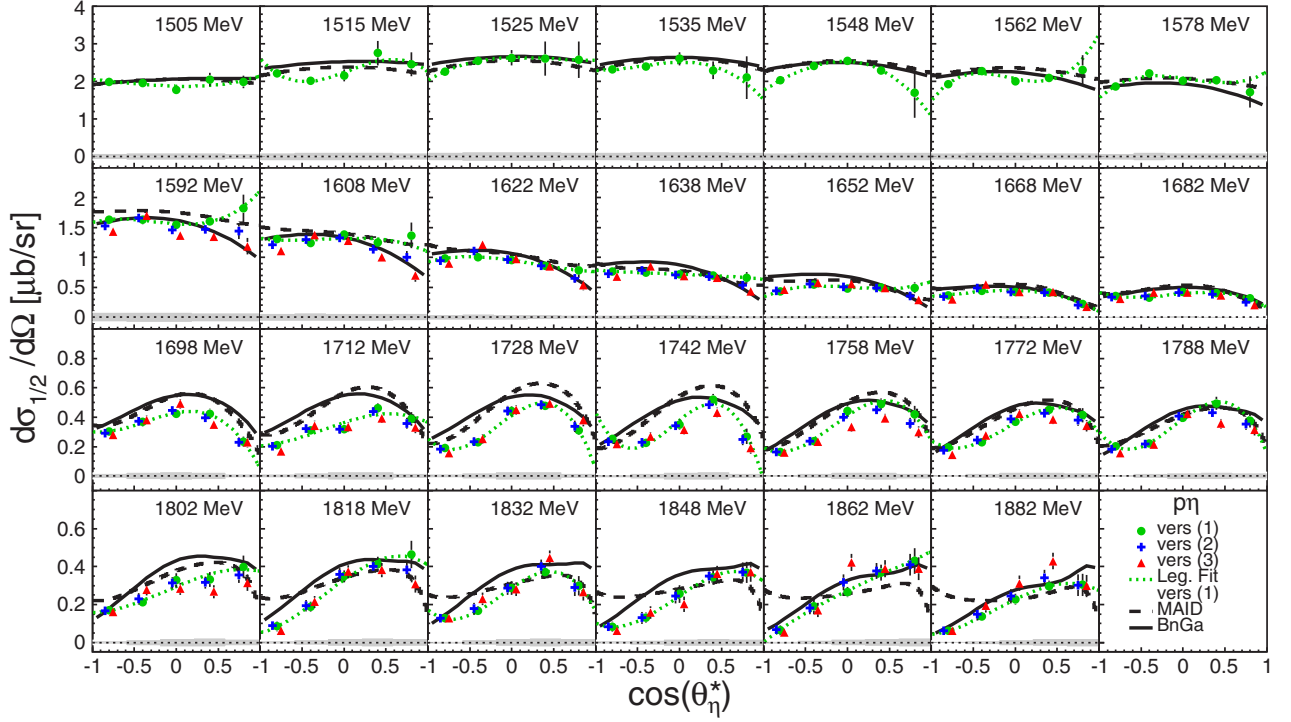 dσ1/2/dΩ [μb/sr]
1505 MeV 1515 MeV 1525 MeV 1535 MeV 1548 MeV 1562 MeV 1578 MeV
4
3
2
1
0
1592 MeV 1608 MeV 1622 MeV 1638 MeV 1652 MeV 1668 MeV 1682 MeV
2
1.5
1
0.5
0
1698 MeV 1712 MeV 1728 MeV 1742 MeV 1758 MeV 1772 MeV 1788 MeV
0.8
0.6
0.4
0.2
0
1802 MeV 1818 MeV 1832 MeV 1848 MeV 1862 MeV 1882 MeV
0.6
0.4
0.2
0
pη
vers (1)
vers (2)
vers (3)
Leg. Fit
vers (1)
MAID
BnGa
-1 -0.5 0 0.5 -1 -0.5 0 0.5 -1 -0.5 0 0.5 -1 -0.5 0 0.5 -1 -0.5 0 0.5 -1 -0.5 0 0.5 -1 -0.5 0 0.5 1
cos(θ*η)